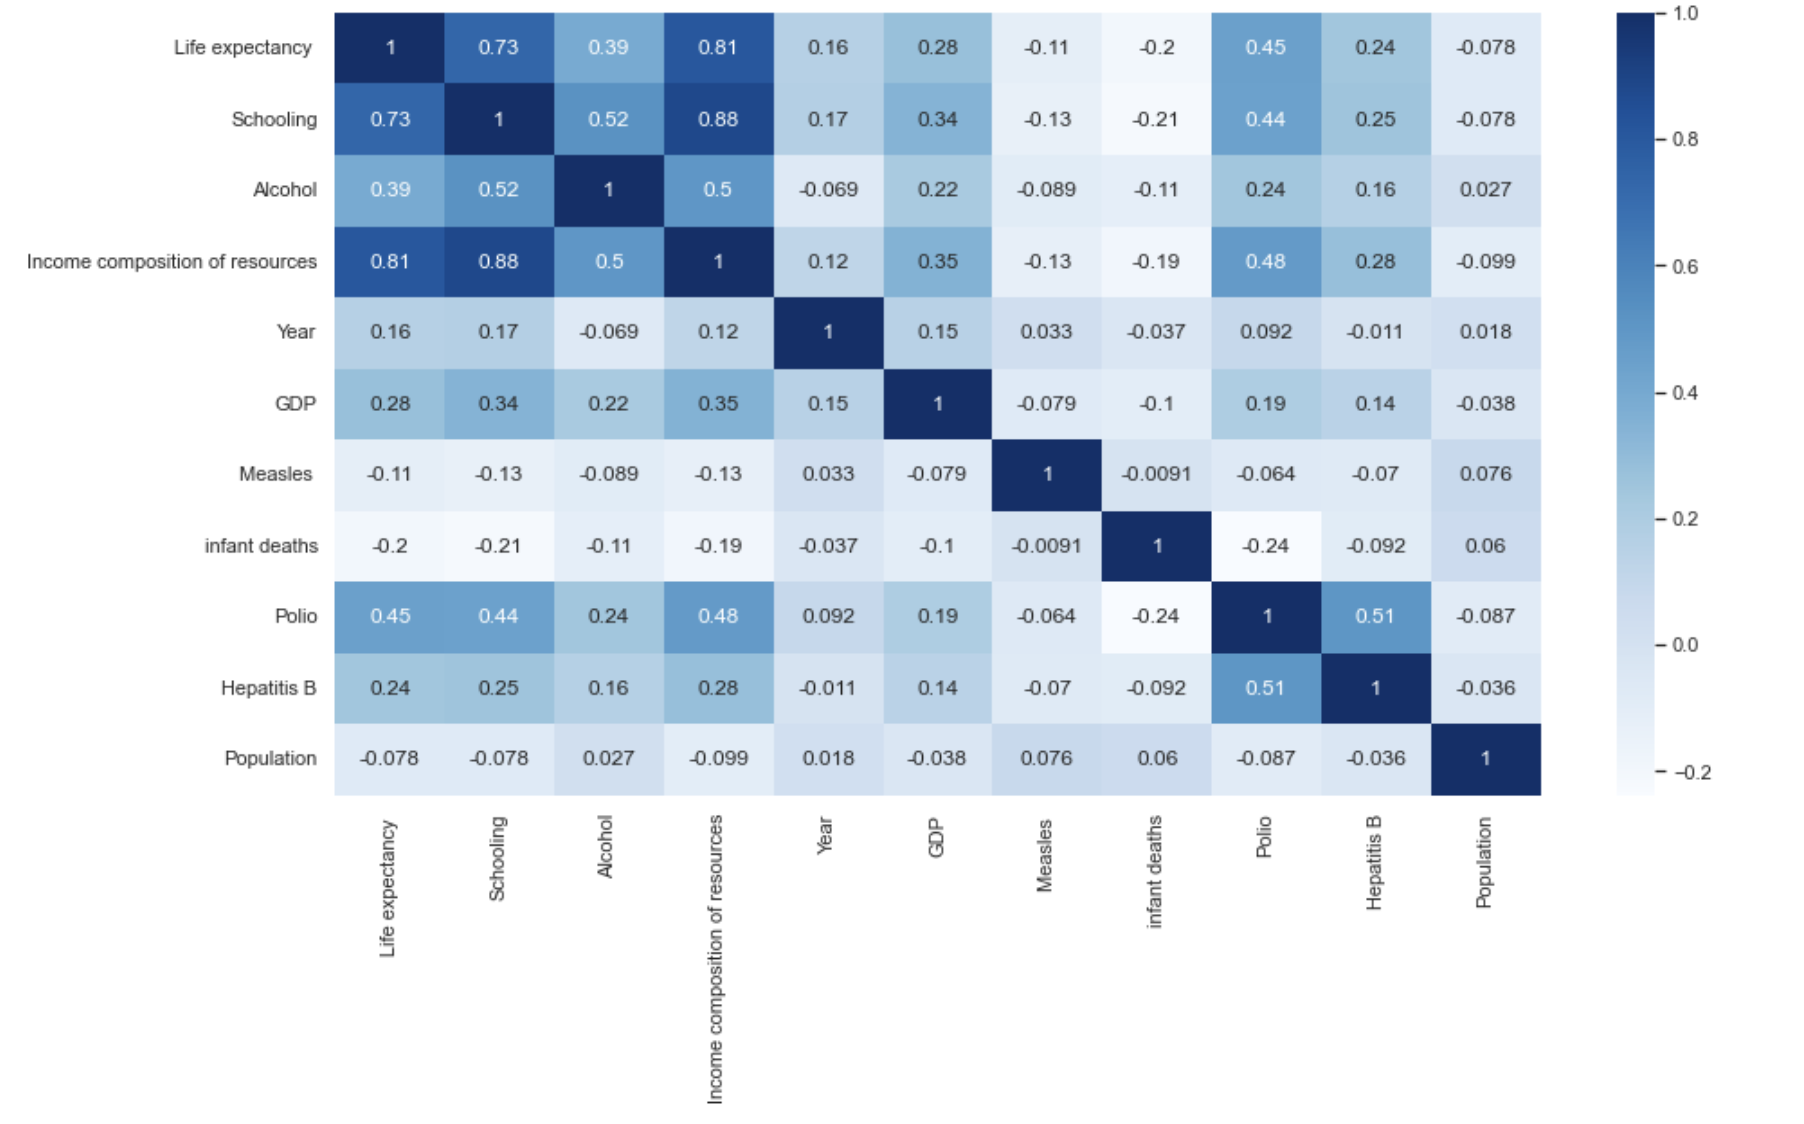 Life expectancy 1 0.73 0.39 0.81 0.16 0.28 -0.11 -0.2 0.45 0.24 -0.078
Schooling 0.73 1 0.52 0.88 0.17 0.34 -0.13 -0.21 0.44 0.25 -0.078
Alcohol 0.39 0.52 1 0.5 -0.069 0.22 -0.089 -0.11 0.24 0.16 0.027
Income composition of resources 0.81 0.88 0.5 1 0.12 0.35 -0.13 -0.19 0.48 0.28 -0.099
Year 0.16 0.17 -0.069 0.12 1 0.15 0.033 -0.037 0.092 -0.011 0.018
GDP 0.28 0.34 0.22 0.35 0.15 1 -0.079 -0.1 0.19 0.14 -0.038
Measles -0.11 -0.13 -0.089 -0.13 0.033 -0.079 1 -0.0091 -0.064 -0.07 0.076
infant deaths -0.2 -0.21 -0.11 -0.19 -0.037 -0.1 -0.0091 1 -0.24 -0.092 0.06
Polio 0.45 0.44 0.24 0.48 0.092 0.19 -0.064 -0.24 1 0.51 -0.087
Hepatitis B 0.24 0.25 0.16 0.28 -0.011 0.14 -0.07 -0.092 0.51 1 -0.036
Population -0.078 -0.078 0.027 -0.099 0.018 -0.038 0.076 0.06 -0.087 -0.036 1
Life expectancy
Schooling
Alcohol
Income composition of resources
Year
GDP
Measles
infant deaths
Polio
Hepatitis B
Population
1.0
0.8
0.6
0.4
0.2
0.0
−0.2